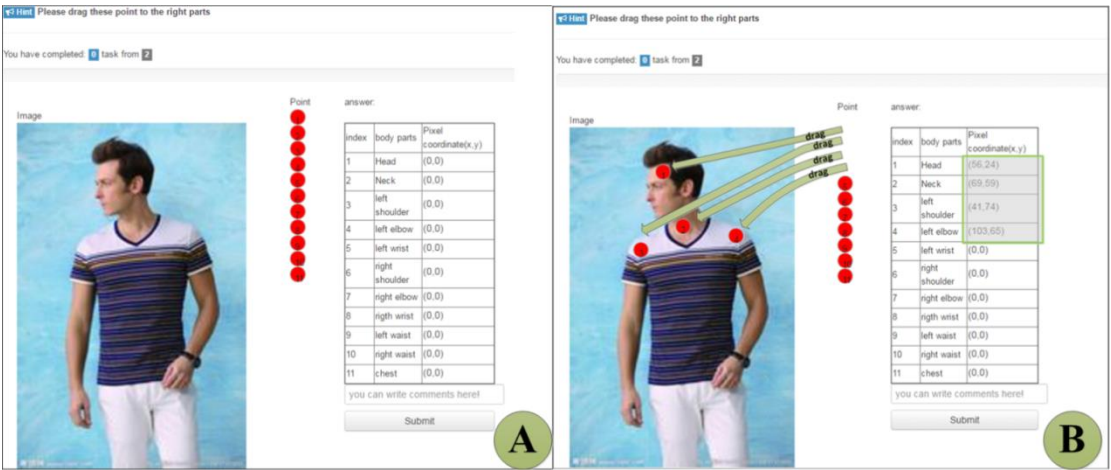 Hint Please drag these point to the right parts
You have completed: 0 task from 2
Image
Point
answer:
index body parts Pixel coordinate(x,y)
1 Head (0,0)
2 Neck (0,0)
3 left shoulder (0,0)
4 left elbow (0,0)
5 left wrist (0,0)
6 right shoulder (0,0)
7 right elbow (0,0)
8 rigth wrist (0,0)
9 left waist (0,0)
10 right waist (0,0)
11 chest (0,0)
you can write comments here!
Submit
A
Hint Please drag these point to the right parts
You have completed: 0 task from 2
Image
Point
answer:
drag
drag
drag
drag
index body parts Pixel coordinate(x,y)
1 Head (56,24)
2 Neck (69,59)
3 left shoulder (41,74)
4 left elbow (103,65)
5 left wrist (0,0)
6 right shoulder (0,0)
7 right elbow (0,0)
8 rigth wrist (0,0)
9 left waist (0,0)
10 right waist (0,0)
11 chest (0,0)
you can write comments here!
Submit
B